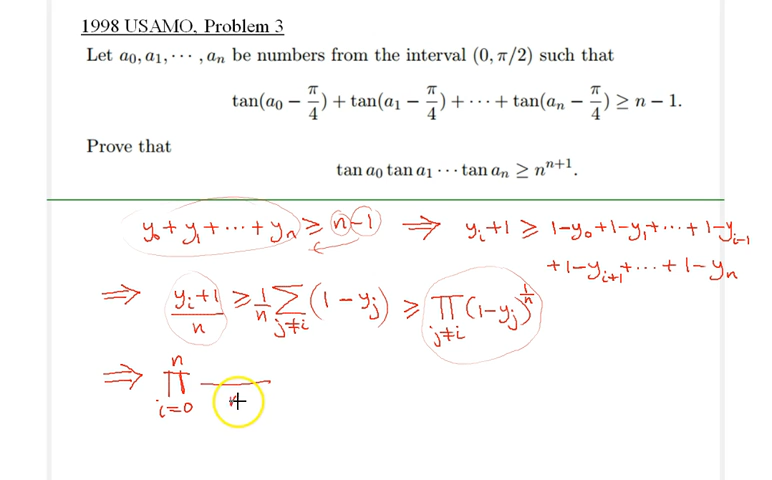 1998 USAMO, Problem 3
Let a₀, a₁, ⋯ , aₙ be numbers from the interval (0, π/2) such that
tan(a₀ − π/4) + tan(a₁ − π/4) + ⋯ + tan(aₙ − π/4) ≥ n − 1.
Prove that
tan a₀ tan a₁ ⋯ tan aₙ ≥ nⁿ⁺¹.
y₀ + y₁ + ⋯ + yₙ ≥ n − 1 ⟹ yᵢ + 1 ≥ 1 − y₀ + 1 − y₁ + ⋯ + 1 − yᵢ₋₁
+ 1 − yᵢ₊₁ + ⋯ + 1 − yₙ
⟹ (yᵢ + 1)/n ≥ 1/n ∑_{j≠i} (1 − yⱼ) ≥ ∏_{j≠i} (1 − yⱼ)^{1/n}
⟹ ∏_{i=0}^{n}